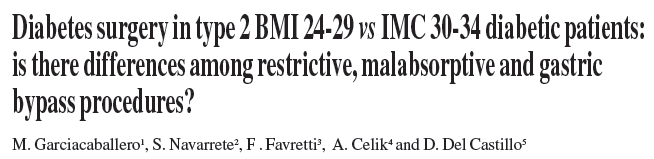 Diabetes surgery in type 2 BMI 24-29 vs IMC 30-34 diabetic patients:
is there differences among restrictive, malabsorptive and gastric
bypass procedures?
M. Garciacaballero¹, S. Navarrete², F . Favretti³, A. Celik⁴ and D. Del Castillo⁵